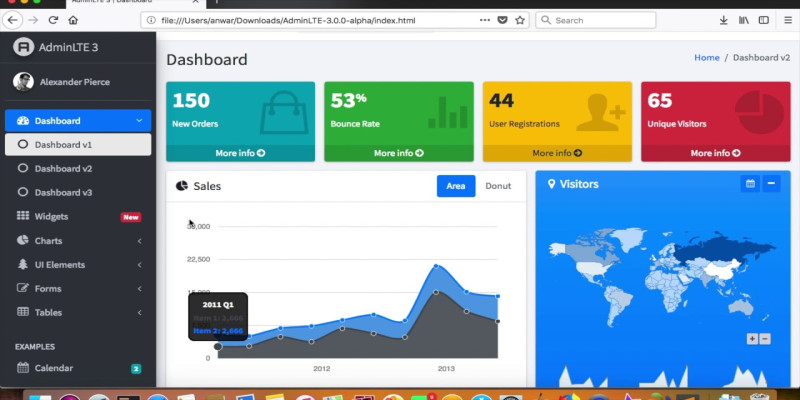 AdminLTE 3 | Dashboard
file:///Users/anwar/Downloads/AdminLTE-3.0.0-alpha/index.html
Search
AdminLTE 3
Alexander Pierce
Dashboard
Dashboard v1
Dashboard v2
Dashboard v3
Widgets New
Charts
UI Elements
Forms
Tables
EXAMPLES
Calendar 2
Dashboard
Home / Dashboard v2
150
New Orders
More info
53%
Bounce Rate
More info
44
User Registrations
More info
65
Unique Visitors
More info
Sales
Area Donut
30,000
22,500
15,000
0
2011 Q1
Item 1: 2,666
Item 2: 2,666
2012 2013
Visitors
+ −